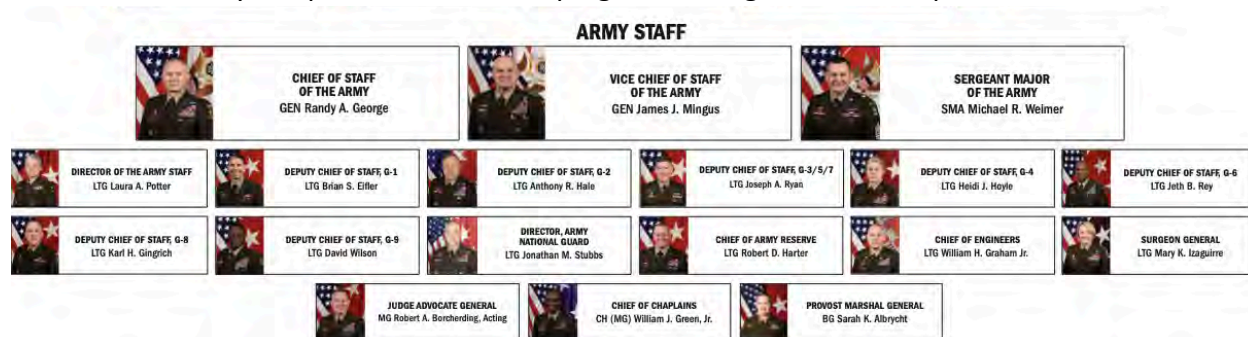 ARMY STAFF
CHIEF OF STAFF
OF THE ARMY
GEN Randy A. George
VICE CHIEF OF STAFF
OF THE ARMY
GEN James J. Mingus
SERGEANT MAJOR
OF THE ARMY
SMA Michael R. Weimer
DIRECTOR OF THE ARMY STAFF
LTG Laura A. Potter
DEPUTY CHIEF OF STAFF, G-1
LTG Brian S. Eifler
DEPUTY CHIEF OF STAFF, G-2
LTG Anthony R. Hale
DEPUTY CHIEF OF STAFF, G-3/5/7
LTG Joseph A. Ryan
DEPUTY CHIEF OF STAFF, G-4
LTG Heidi J. Hoyle
DEPUTY CHIEF OF STAFF, G-6
LTG Jeth B. Rey
DEPUTY CHIEF OF STAFF, G-8
LTG Karl H. Gingrich
DEPUTY CHIEF OF STAFF, G-9
LTG David Wilson
DIRECTOR, ARMY
NATIONAL GUARD
LTG Jonathan M. Stubbs
CHIEF OF ARMY RESERVE
LTG Robert D. Harter
CHIEF OF ENGINEERS
LTG William H. Graham Jr.
SURGEON GENERAL
LTG Mary K. Izaguirre
JUDGE ADVOCATE GENERAL
MG Robert A. Borcherding, Acting
CHIEF OF CHAPLAINS
CH (MG) William J. Green, Jr.
PROVOST MARSHAL GENERAL
BG Sarah K. Albrycht